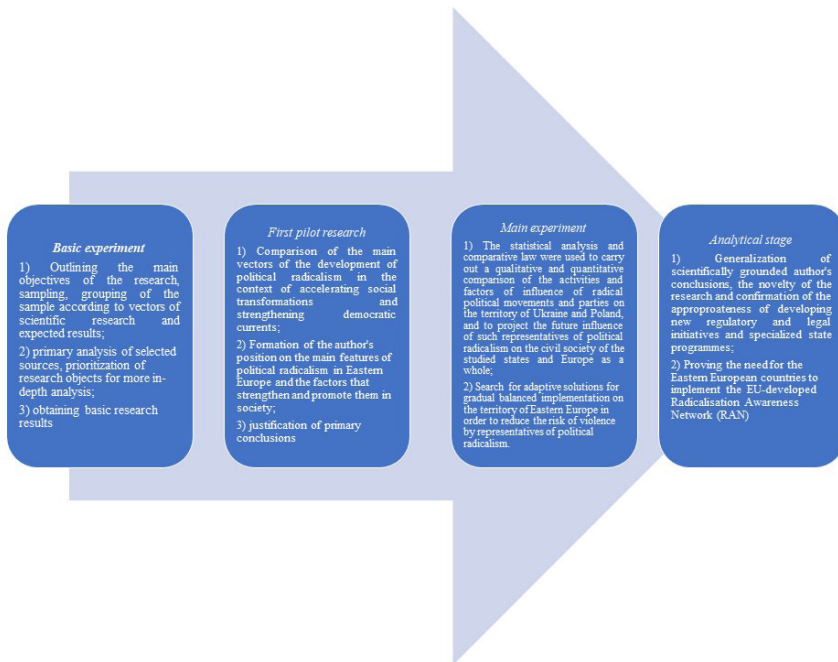 Basic experiment
1) Outlining the main
objectives of the research,
sampling, grouping of the
sample according to vectors of
scientific research and
expected results;
2) primary analysis of selected
sources, prioritization of
research objects for more in-
depth analysis;
3) obtaining basic research
results
First pilot research
1) Comparison of the main
vectors of the development of
political radicalism in the
context of accelerating social
transformations and
strengthening democratic
currents;
2) Formation of the author's
position on the main features of
political radicalism in Eastern
Europe and the factors that
strengthen and promote them in
society;
3) justification of primary
conclusions
Main experiment
1) The statistical analysis and
comparative law were used to carry
out a qualitative and quantitative
comparison of the activities and
factors of influence of radical
political movements and parties on
the territory of Ukraine and Poland,
and to project the future influence
of such representatives of political
radicalism on the civil society of the
studied states and Europe as a
whole;
2) Search for adaptive solutions for
gradual balanced implementation on
the territory of Eastern Europe in
order to reduce the risk of violence
by representatives of political
radicalism.
Analytical stage
1) Generalization of
scientifically grounded author's
conclusions, the novelty of the
research and confirmation of the
approproateness of developing
new regulatory and legal
initiatives and specialized state
programmes;
2) Proving the need for the
Eastern European countries to
implement the EU-developed
Radicalisation Awareness
Network (RAN)